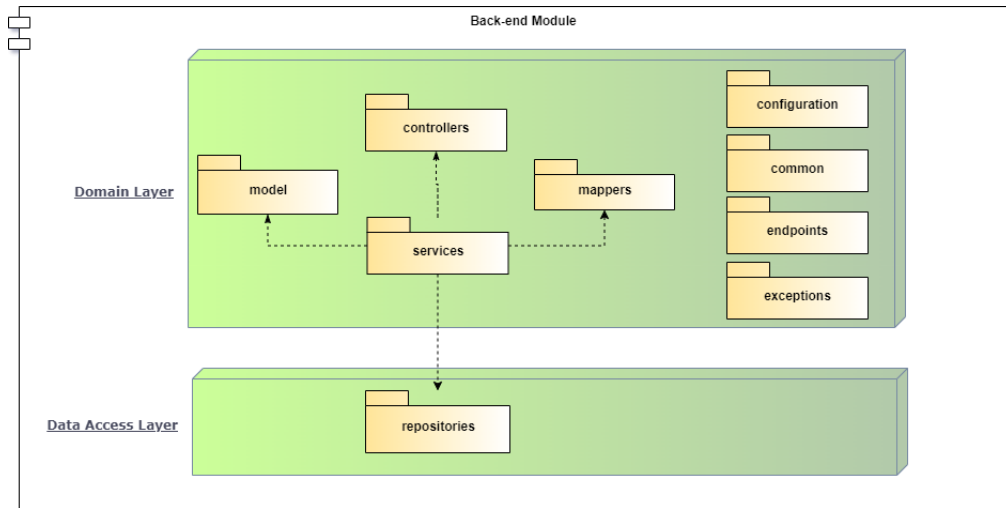 Back-end Module
configuration
controllers
common
model
mappers
Domain Layer
endpoints
services
exceptions
Data Access Layer
repositories